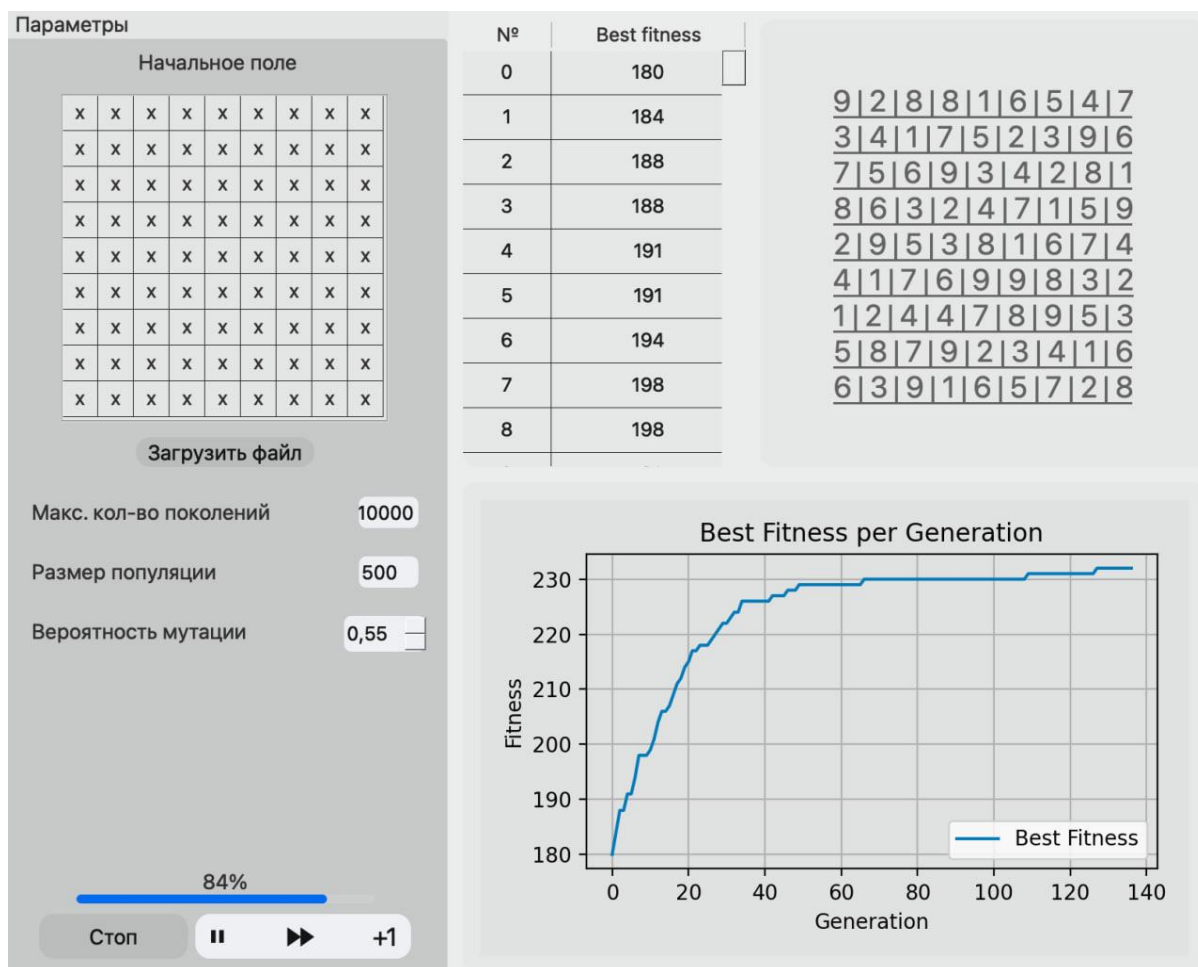 Параметры
Начальное поле
x x x x x x x x x
x x x x x x x x x
x x x x x x x x x
x x x x x x x x x
x x x x x x x x x
x x x x x x x x x
x x x x x x x x x
x x x x x x x x x
x x x x x x x x x
Загрузить файл
Макс. кол-во поколений 10000
Размер популяции 500
Вероятность мутации 0,55
84%
Стоп +1
Nº Best fitness
0 180
1 184
2 188
3 188
4 191
5 191
6 194
7 198
8 198
9|2|8|8|1|6|5|4|7
3|4|1|7|5|2|3|9|6
7|5|6|9|3|4|2|8|1
8|6|3|2|4|7|1|5|9
2|9|5|3|8|1|6|7|4
4|1|7|6|9|9|8|3|2
1|2|4|4|7|8|9|5|3
5|8|7|9|2|3|4|1|6
6|3|9|1|6|5|7|2|8
Best Fitness per Generation
Fitness
230
220
210
200
190
180
Best Fitness
0 20 40 60 80 100 120 140
Generation